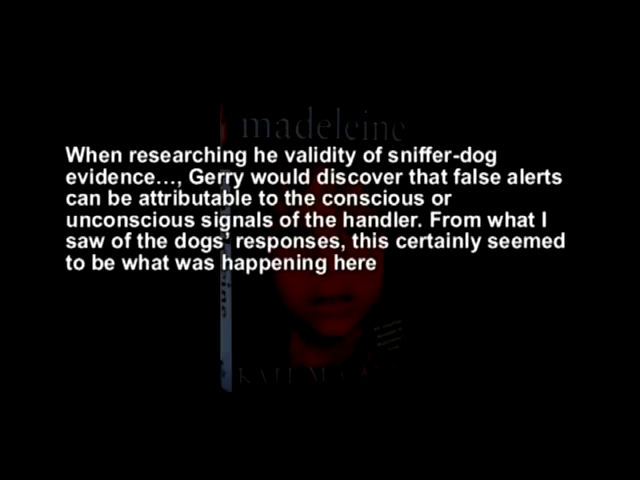 madeleine
When researching he validity of sniffer-dog
evidence…, Gerry would discover that false alerts
can be attributable to the conscious or
unconscious signals of the handler. From what I
saw of the dogs' responses, this certainly seemed
to be what was happening here